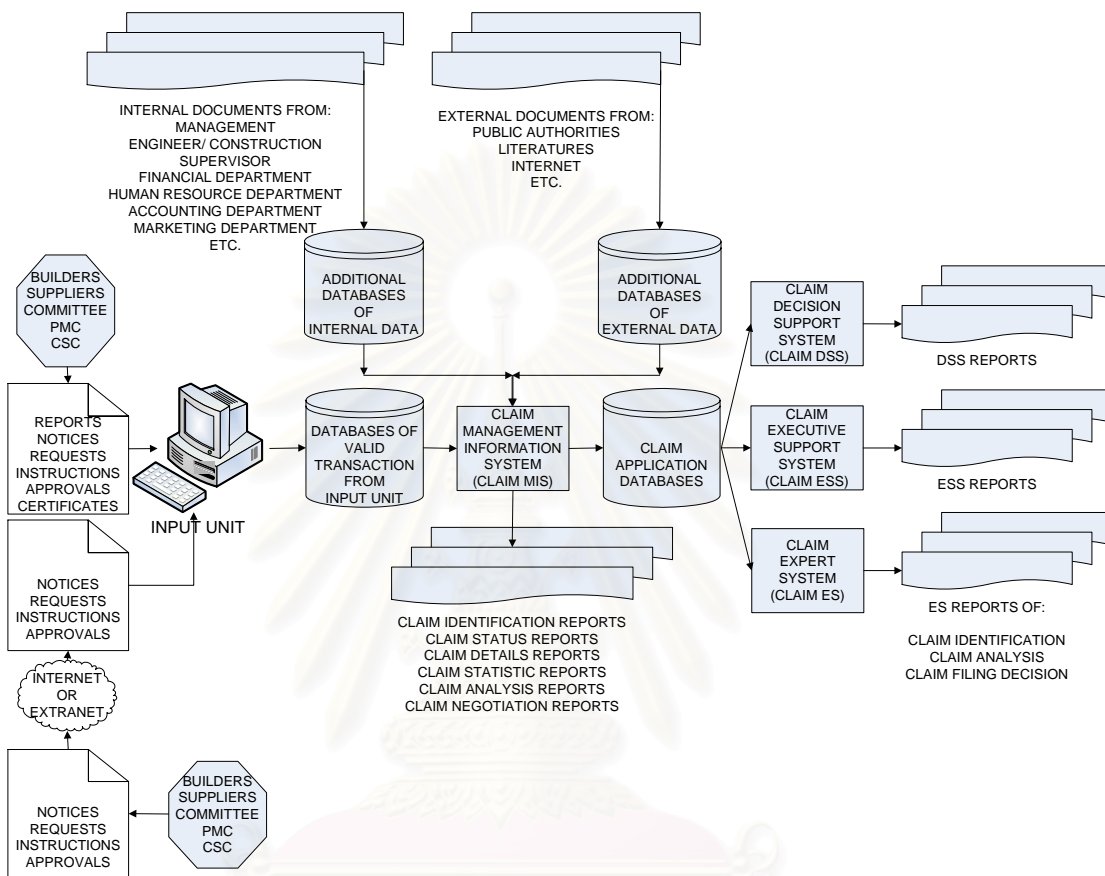 INTERNAL DOCUMENTS FROM:
MANAGEMENT
ENGINEER/ CONSTRUCTION
SUPERVISOR
FINANCIAL DEPARTMENT
HUMAN RESOURCE DEPARTMENT
ACCOUNTING DEPARTMENT
MARKETING DEPARTMENT
ETC.
EXTERNAL DOCUMENTS FROM:
PUBLIC AUTHORITIES
LITERATURES
INTERNET
ETC.
BUILDERS
SUPPLIERS
COMMITTEE
PMC
CSC
ADDITIONAL
DATABASES
OF
INTERNAL DATA
ADDITIONAL
DATABASES
OF
EXTERNAL DATA
CLAIM
DECISION
SUPPORT
SYSTEM
(CLAIM DSS)
DSS REPORTS
REPORTS
NOTICES
REQUESTS
INSTRUCTIONS
APPROVALS
CERTIFICATES
INPUT UNIT
DATABASES OF
VALID
TRANSACTION
FROM
INPUT UNIT
CLAIM
MANAGEMENT
INFORMATION
SYSTEM
(CLAIM MIS)
CLAIM
APPLICATION
DATABASES
CLAIM
EXECUTIVE
SUPPORT
SYSTEM
(CLAIM ESS)
ESS REPORTS
NOTICES
REQUESTS
INSTRUCTIONS
APPROVALS
CLAIM
EXPERT
SYSTEM
(CLAIM ES)
ES REPORTS OF:
CLAIM IDENTIFICATION
CLAIM ANALYSIS
CLAIM FILING DECISION
CLAIM IDENTIFICATION REPORTS
CLAIM STATUS REPORTS
CLAIM DETAILS REPORTS
CLAIM STATISTIC REPORTS
CLAIM ANALYSIS REPORTS
CLAIM NEGOTIATION REPORTS
INTERNET
OR
EXTRANET
NOTICES
REQUESTS
INSTRUCTIONS
APPROVALS
BUILDERS
SUPPLIERS
COMMITTEE
PMC
CSC